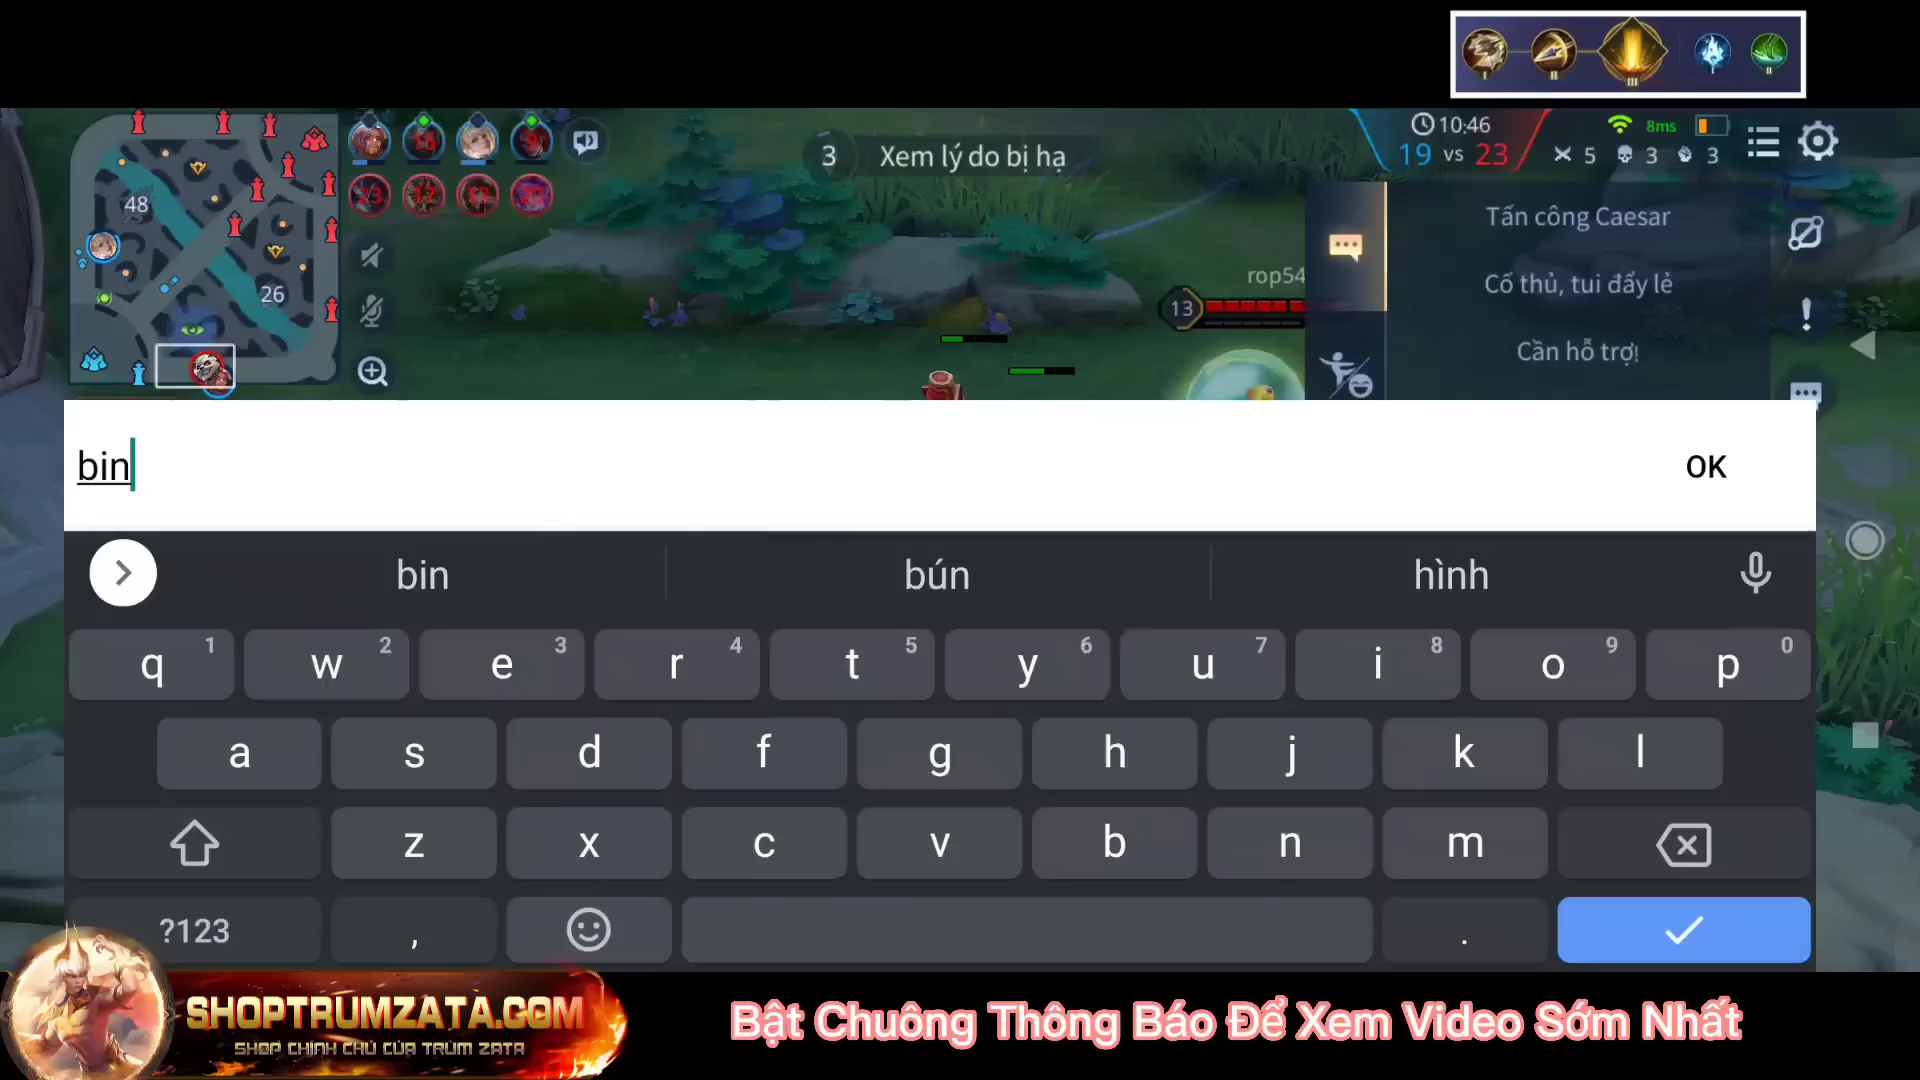 I II III I II
10:46 8ms
19 vs 23 5 3 3
3 Xem lý do bị hạ
48
26
Tấn công Caesar
Cố thủ, tui đẩy lẻ
Cần hỗ trợ!
rop54
13
bin OK
bin bún hình
q 1 w 2 e 3 r 4 t 5 y 6 u 7 i 8 o 9 p 0
a s d f g h j k l
z x c v b n m
?123 , .
SHOPTRUMZATA.COM
SHOP CHÍNH CHỦ CỦA TRÙM ZATA
Bật Chuông Thông Báo Để Xem Video Sớm Nhất